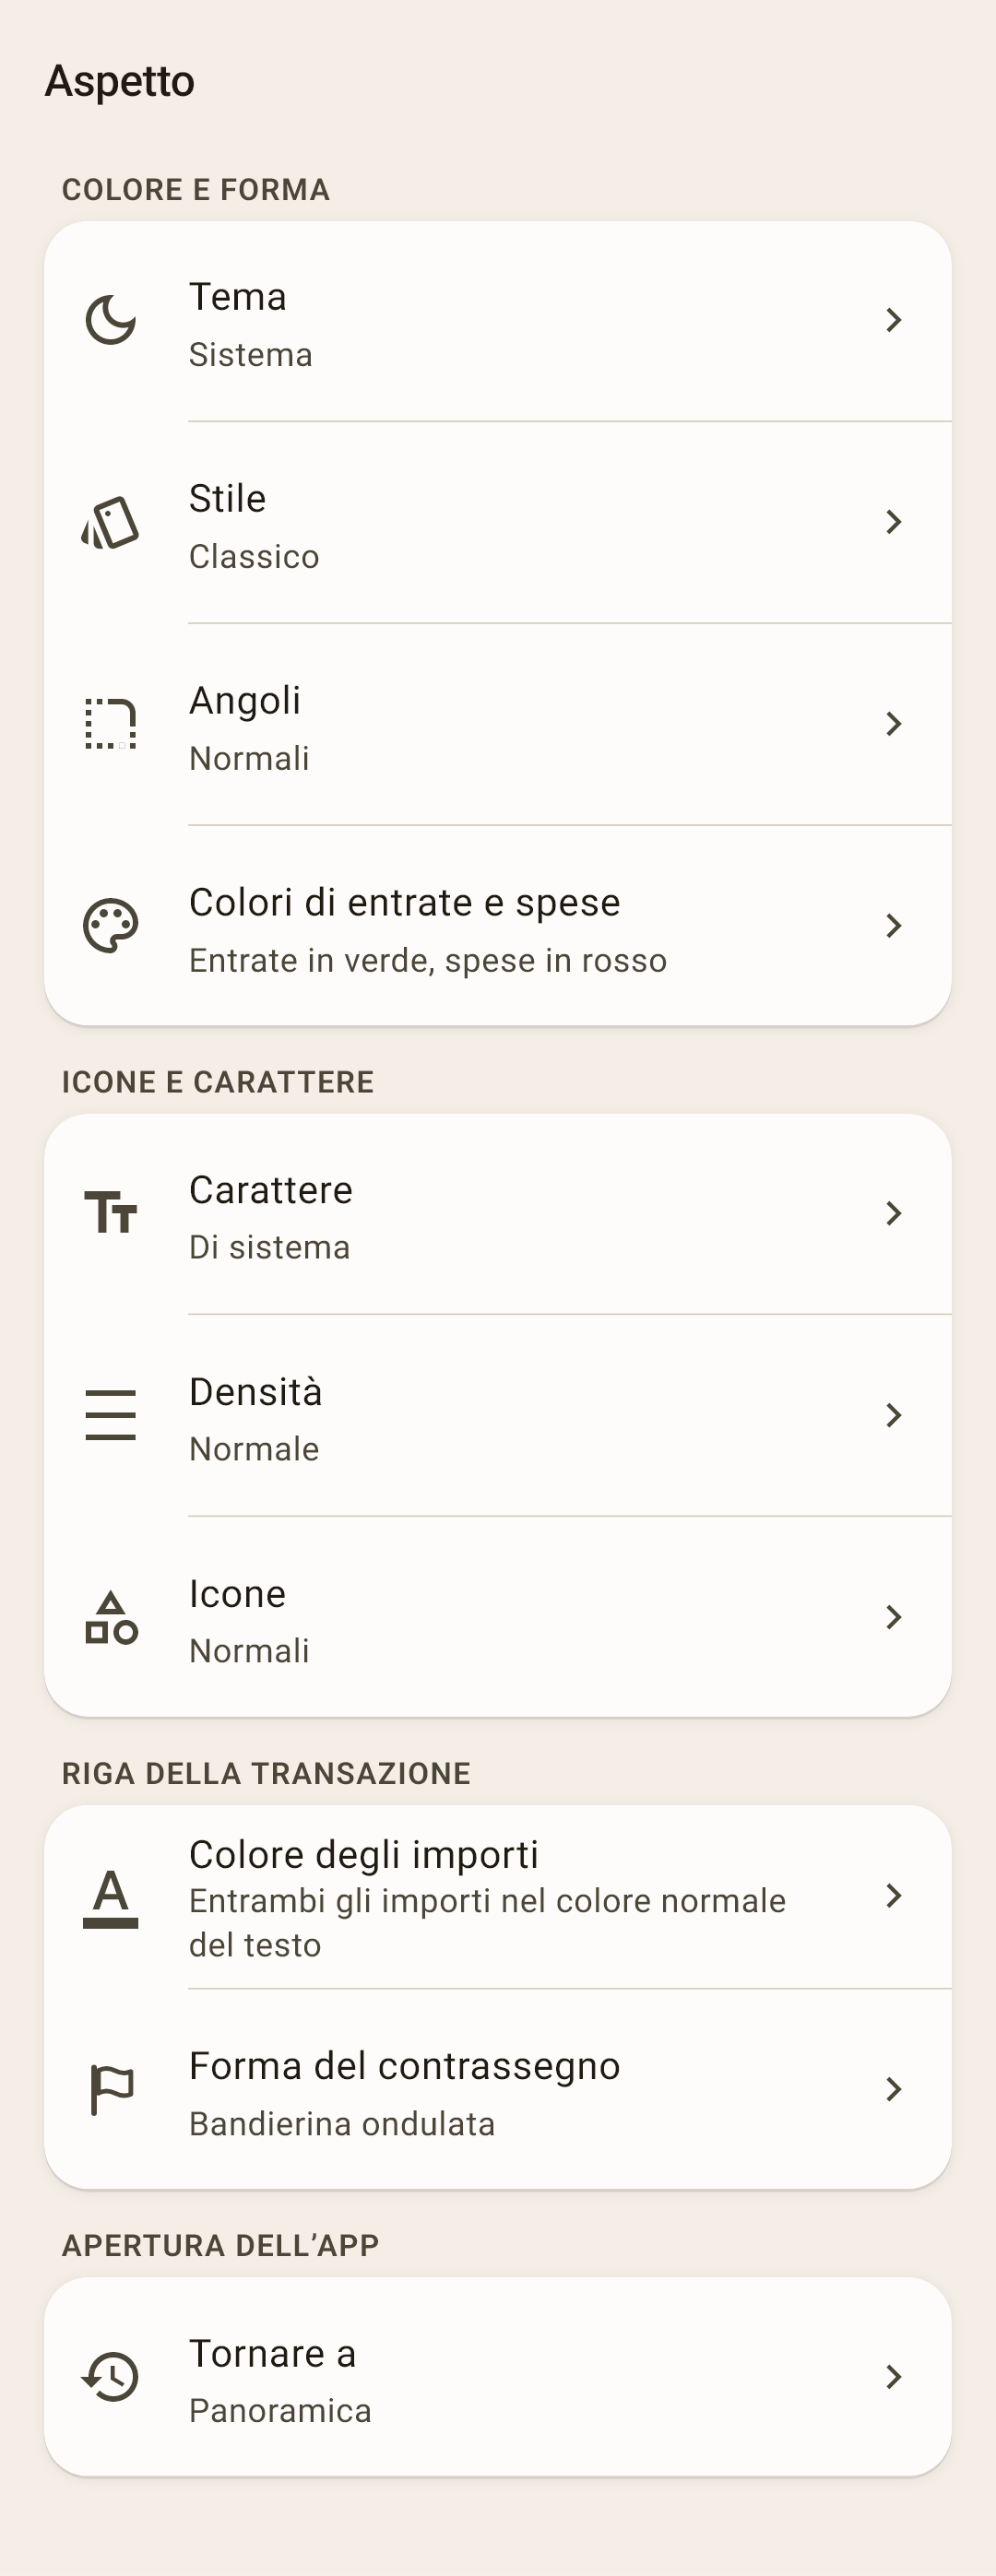 Aspetto
COLORE E FORMA
Tema
Sistema
Stile
Classico
Angoli
Normali
Colori di entrate e spese
Entrate in verde, spese in rosso
ICONE E CARATTERE
Carattere
Di sistema
Densità
Normale
Icone
Normali
RIGA DELLA TRANSAZIONE
Colore degli importi
Entrambi gli importi nel colore normale
del testo
Forma del contrassegno
Bandierina ondulata
APERTURA DELL’APP
Tornare a
Panoramica